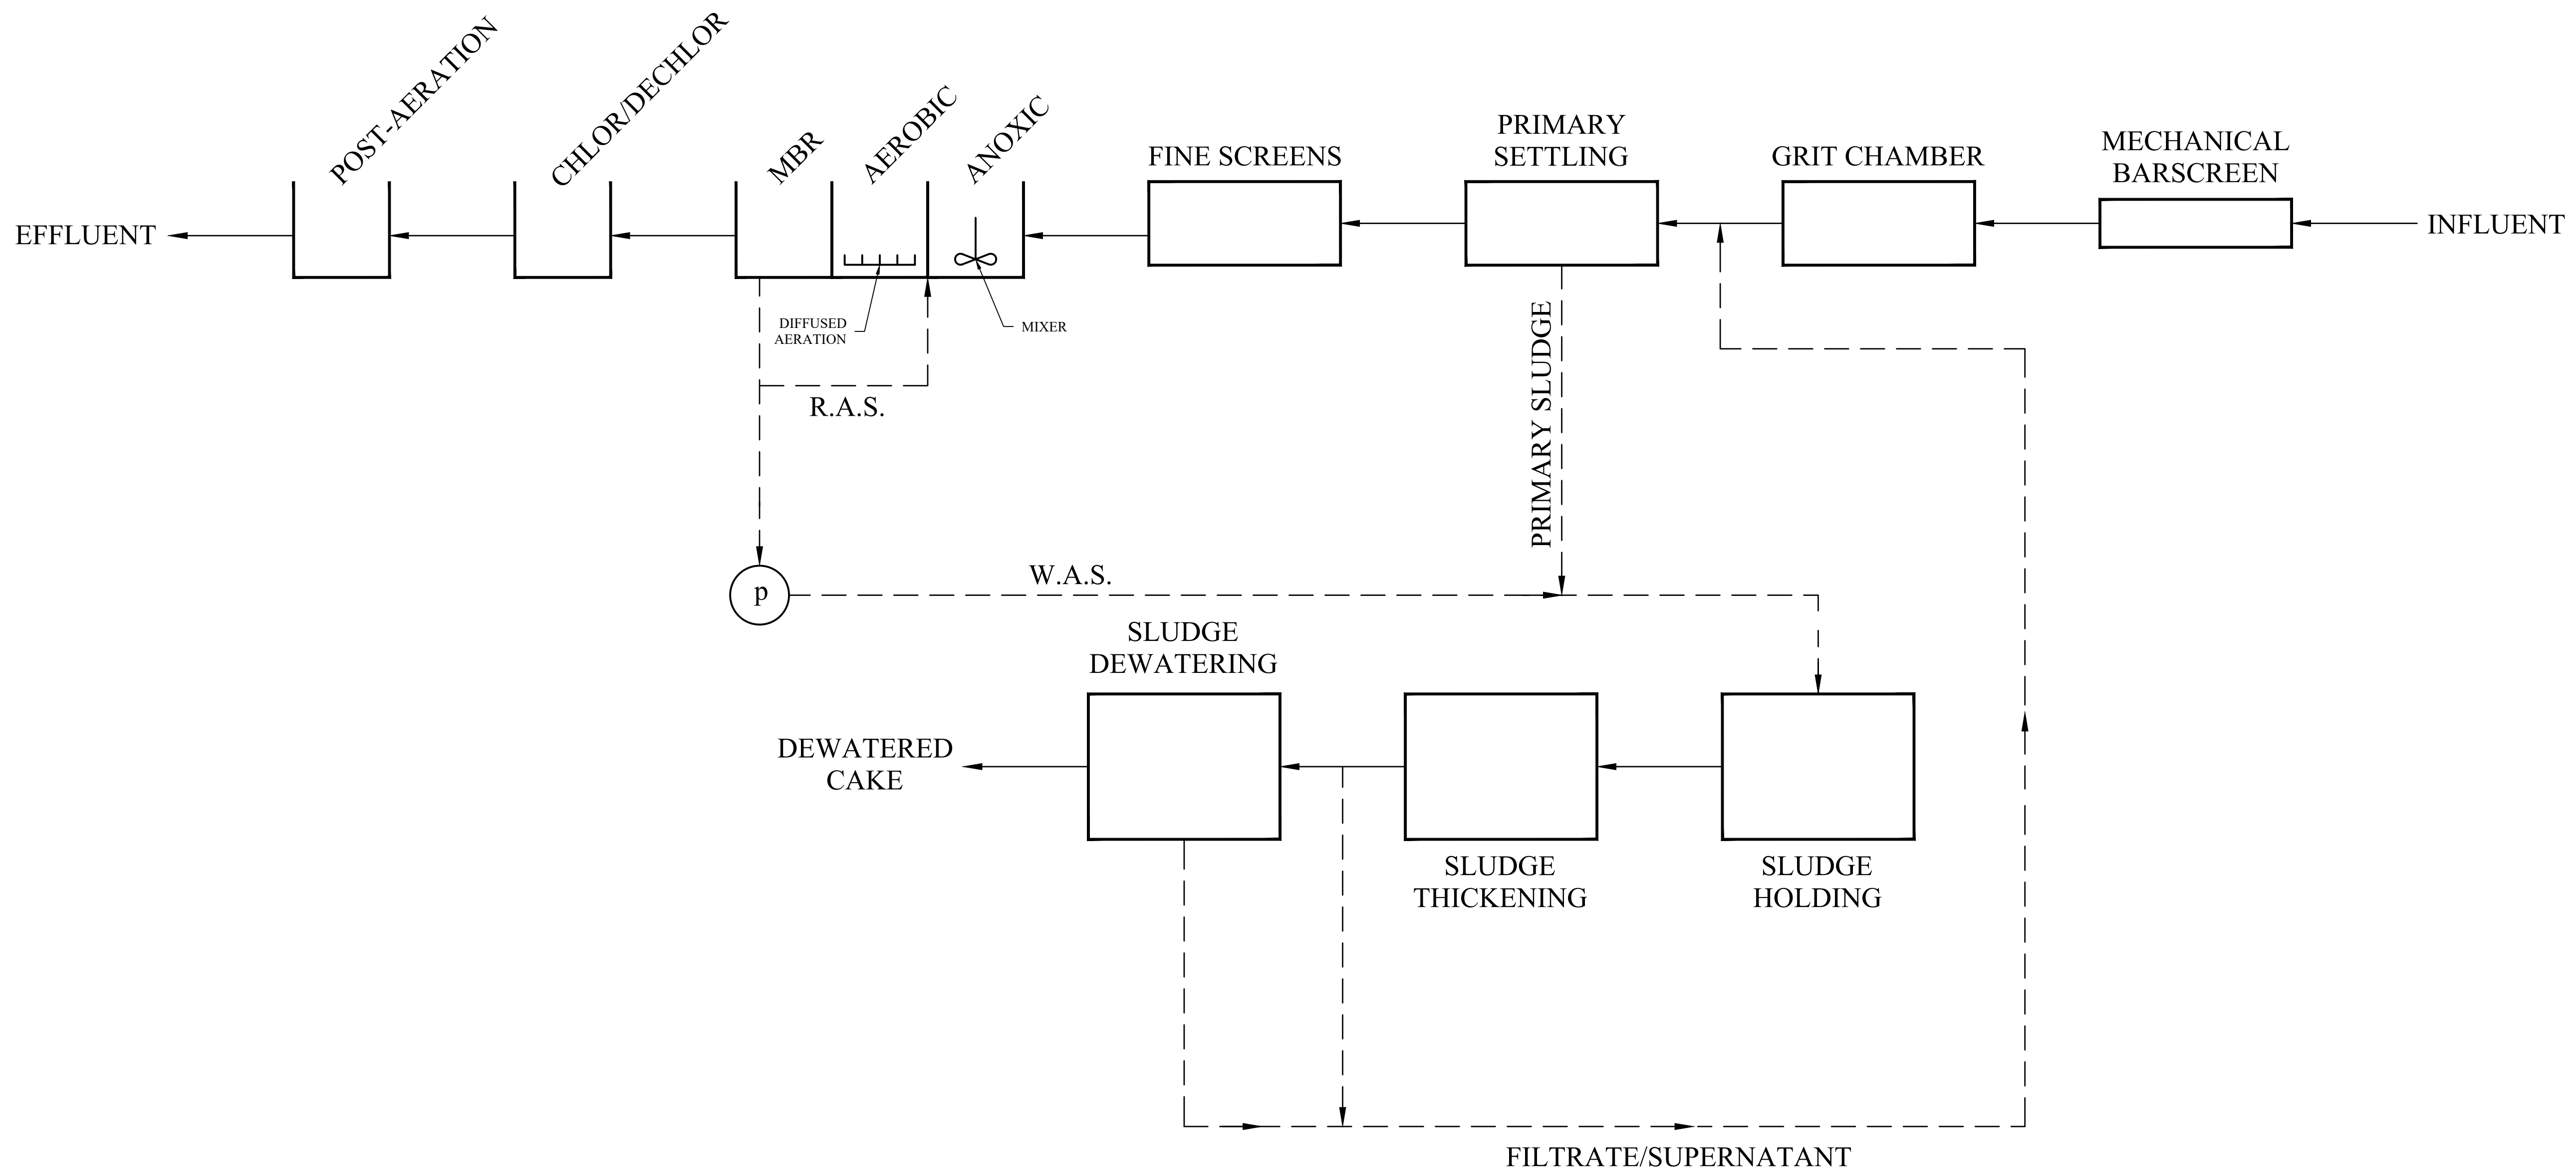 POST-AERATION
CHLOR/DECHLOR
MBR
AEROBIC
ANOXIC
FINE SCREENS
PRIMARY
SETTLING
GRIT CHAMBER
MECHANICAL
BARSCREEN
EFFLUENT
INFLUENT
DIFFUSED
AERATION
MIXER
R.A.S.
PRIMARY SLUDGE
W.A.S.
p
SLUDGE
DEWATERING
DEWATERED
CAKE
SLUDGE
THICKENING
SLUDGE
HOLDING
FILTRATE/SUPERNATANT